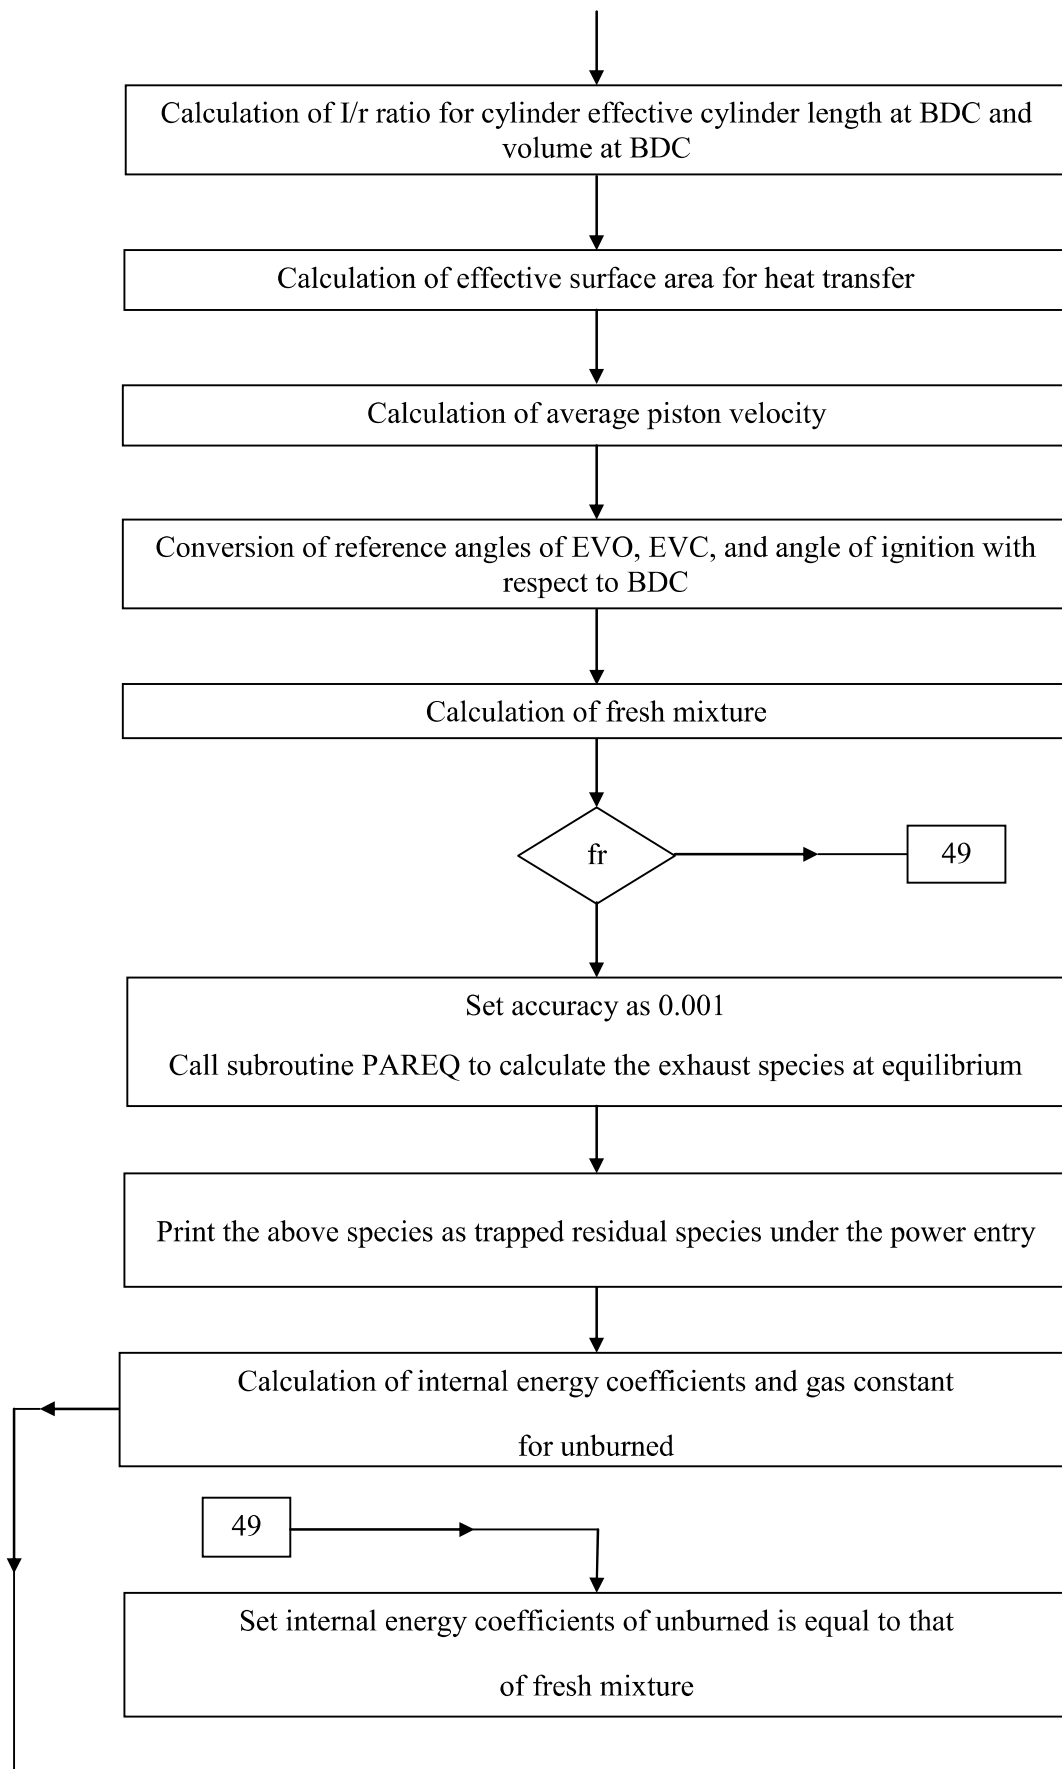 Calculation of I/r ratio for cylinder effective cylinder length at BDC and
volume at BDC
Calculation of effective surface area for heat transfer
Calculation of average piston velocity
Conversion of reference angles of EVO, EVC, and angle of ignition with
respect to BDC
Calculation of fresh mixture
fr
49
Set accuracy as 0.001
Call subroutine PAREQ to calculate the exhaust species at equilibrium
Print the above species as trapped residual species under the power entry
Calculation of internal energy coefficients and gas constant
for unburned
49
Set internal energy coefficients of unburned is equal to that
of fresh mixture